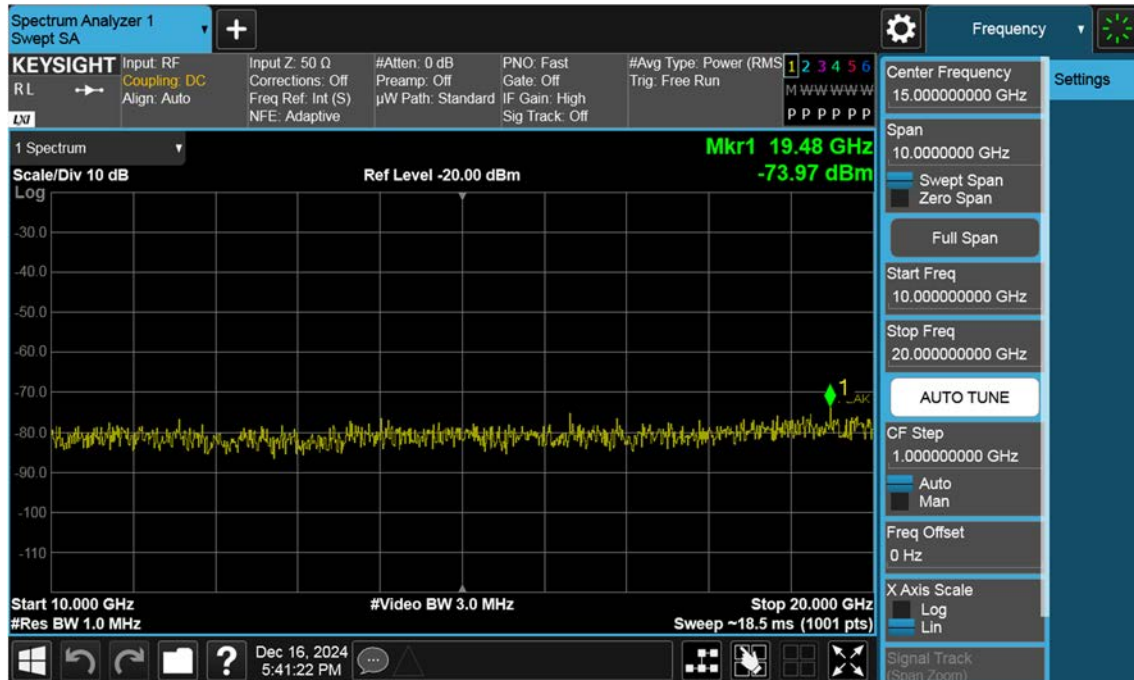 Spectrum Analyzer 1
Swept SA
Frequency
KEYSIGHT
RL
LXI
Input: RF
Coupling: DC
Align: Auto
Input Z: 50 Ω
Corrections: Off
Freq Ref: Int (S)
NFE: Adaptive
#Atten: 0 dB
Preamp: Off
µW Path: Standard
PNO: Fast
Gate: Off
IF Gain: High
Sig Track: Off
#Avg Type: Power (RMS
Trig: Free Run
1 2 3 4 5 6
M W W W W W
P P P P P P
1 Spectrum
Mkr1 19.48 GHz
-73.97 dBm
Scale/Div 10 dB
Ref Level -20.00 dBm
Log
-30.0
-40.0
-50.0
-60.0
-70.0
-80.0
-90.0
-100
-110
1
Start 10.000 GHz
#Video BW 3.0 MHz
Stop 20.000 GHz
#Res BW 1.0 MHz
Sweep ~18.5 ms (1001 pts)
Dec 16, 2024
5:41:22 PM
Center Frequency
15.000000000 GHz
Settings
Span
10.0000000 GHz
Swept Span
Zero Span
Full Span
Start Freq
10.000000000 GHz
Stop Freq
20.000000000 GHz
AUTO TUNE
CF Step
1.000000000 GHz
Auto
Man
Freq Offset
0 Hz
X Axis Scale
Log
Lin
Signal Track
(Span Zoom)